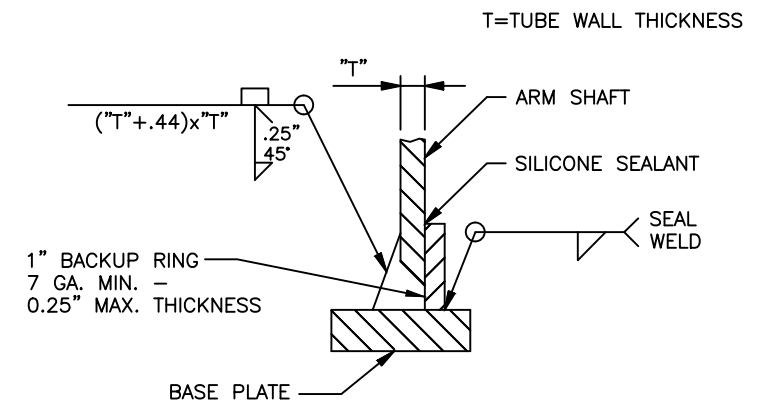 T=TUBE WALL THICKNESS
"T"
ARM SHAFT
("T"+.44)x"T"
.25"
45°
SILICONE SEALANT
SEAL
WELD
1" BACKUP RING
7 GA. MIN. –
0.25" MAX. THICKNESS
BASE PLATE